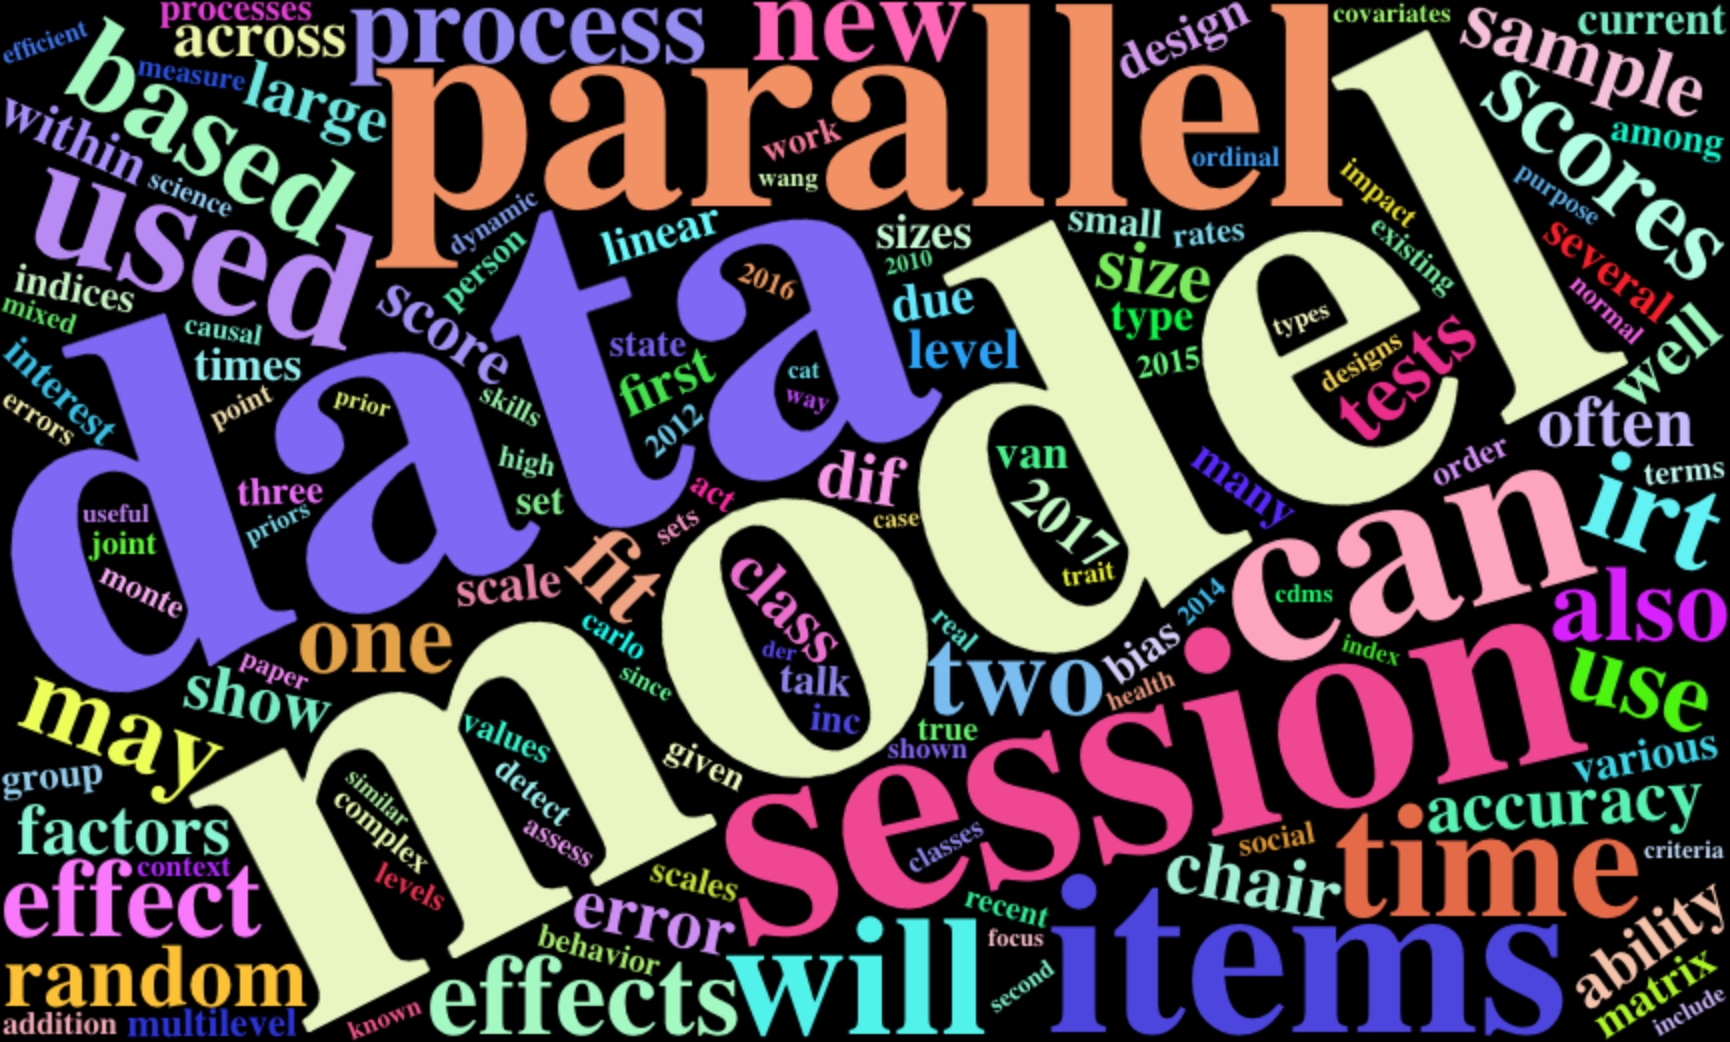 efficient
processes
across
process
new
parallel
design
covariates
sample
current
based
measure
large
within
science
used
work
wang
ordinal
impact
existing
purpose
scores
among
several
normal
well
dynamic
person
linear
sizes
2010
small
rates
size
type
2015
types
designs
tests
indices
mixed
causal
times
score
2016
due
level
state
first
cat
way
2012
interest
errors
point
prior
skills
data
high
set
three
priors
useful
joint
monte
model
van
2017
trait
dif
case
act
sets
many
order
often
terms
irt
can
cdms
index
2014
bias
health
fit
scale
carlo
since
class
der
talk
inc
real
two
true
shown
one
paper
show
may
group
values
detect
assess
given
similar
complex
levels
session
classes
also
use
various
accuracy
factors
context
effect
random
addition
multilevel
known
scales
error
behavior
effects
will
recent
focus
second
items
chair
social
time
criteria
ability
matrix
include